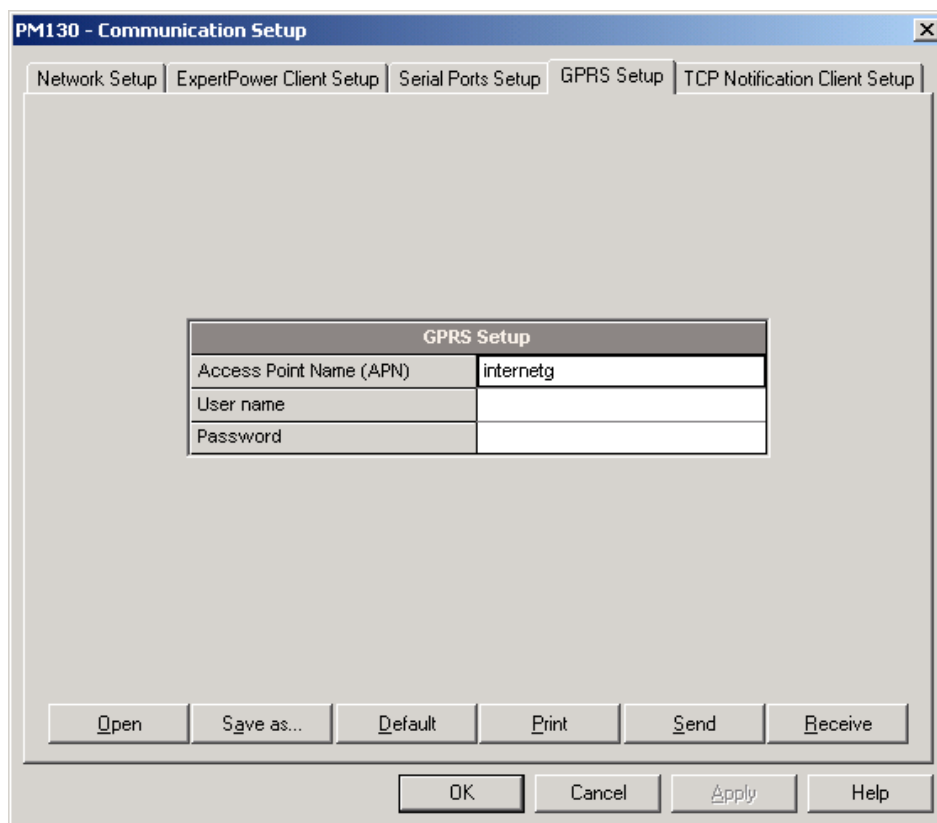 PM130 - Communication Setup
Network Setup ExpertPower Client Setup Serial Ports Setup GPRS Setup TCP Notification Client Setup
GPRS Setup
Access Point Name (APN) internetg
User name
Password
Open Save as... Default Print Send Receive
OK Cancel Apply Help